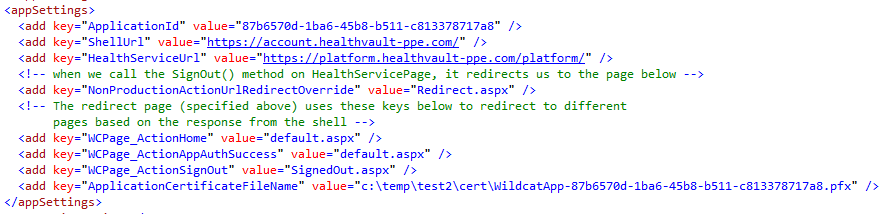 <appSettings>
<add key="ApplicationId" value="87b6570d-1ba6-45b8-b511-c813378717a8" />
<add key="ShellUrl" value="https://account.healthvault-ppe.com/" />
<add key="HealthServiceUrl" value="https://platform.healthvault-ppe.com/platform/" />
<!-- when we call the SignOut() method on HealthServicePage, it redirects us to the page below -->
<add key="NonProductionActionUrlRedirectOverride" value="Redirect.aspx" />
<!-- The redirect page (specified above) uses these keys below to redirect to different
pages based on the response from the shell -->
<add key="WCPage_ActionHome" value="default.aspx" />
<add key="WCPage_ActionAppAuthSuccess" value="default.aspx" />
<add key="WCPage_ActionSignOut" value="SignedOut.aspx" />
<add key="ApplicationCertificateFileName" value="c:\temp\test2\cert\WildcatApp-87b6570d-1ba6-45b8-b511-c813378717a8.pfx" />
</appSettings>